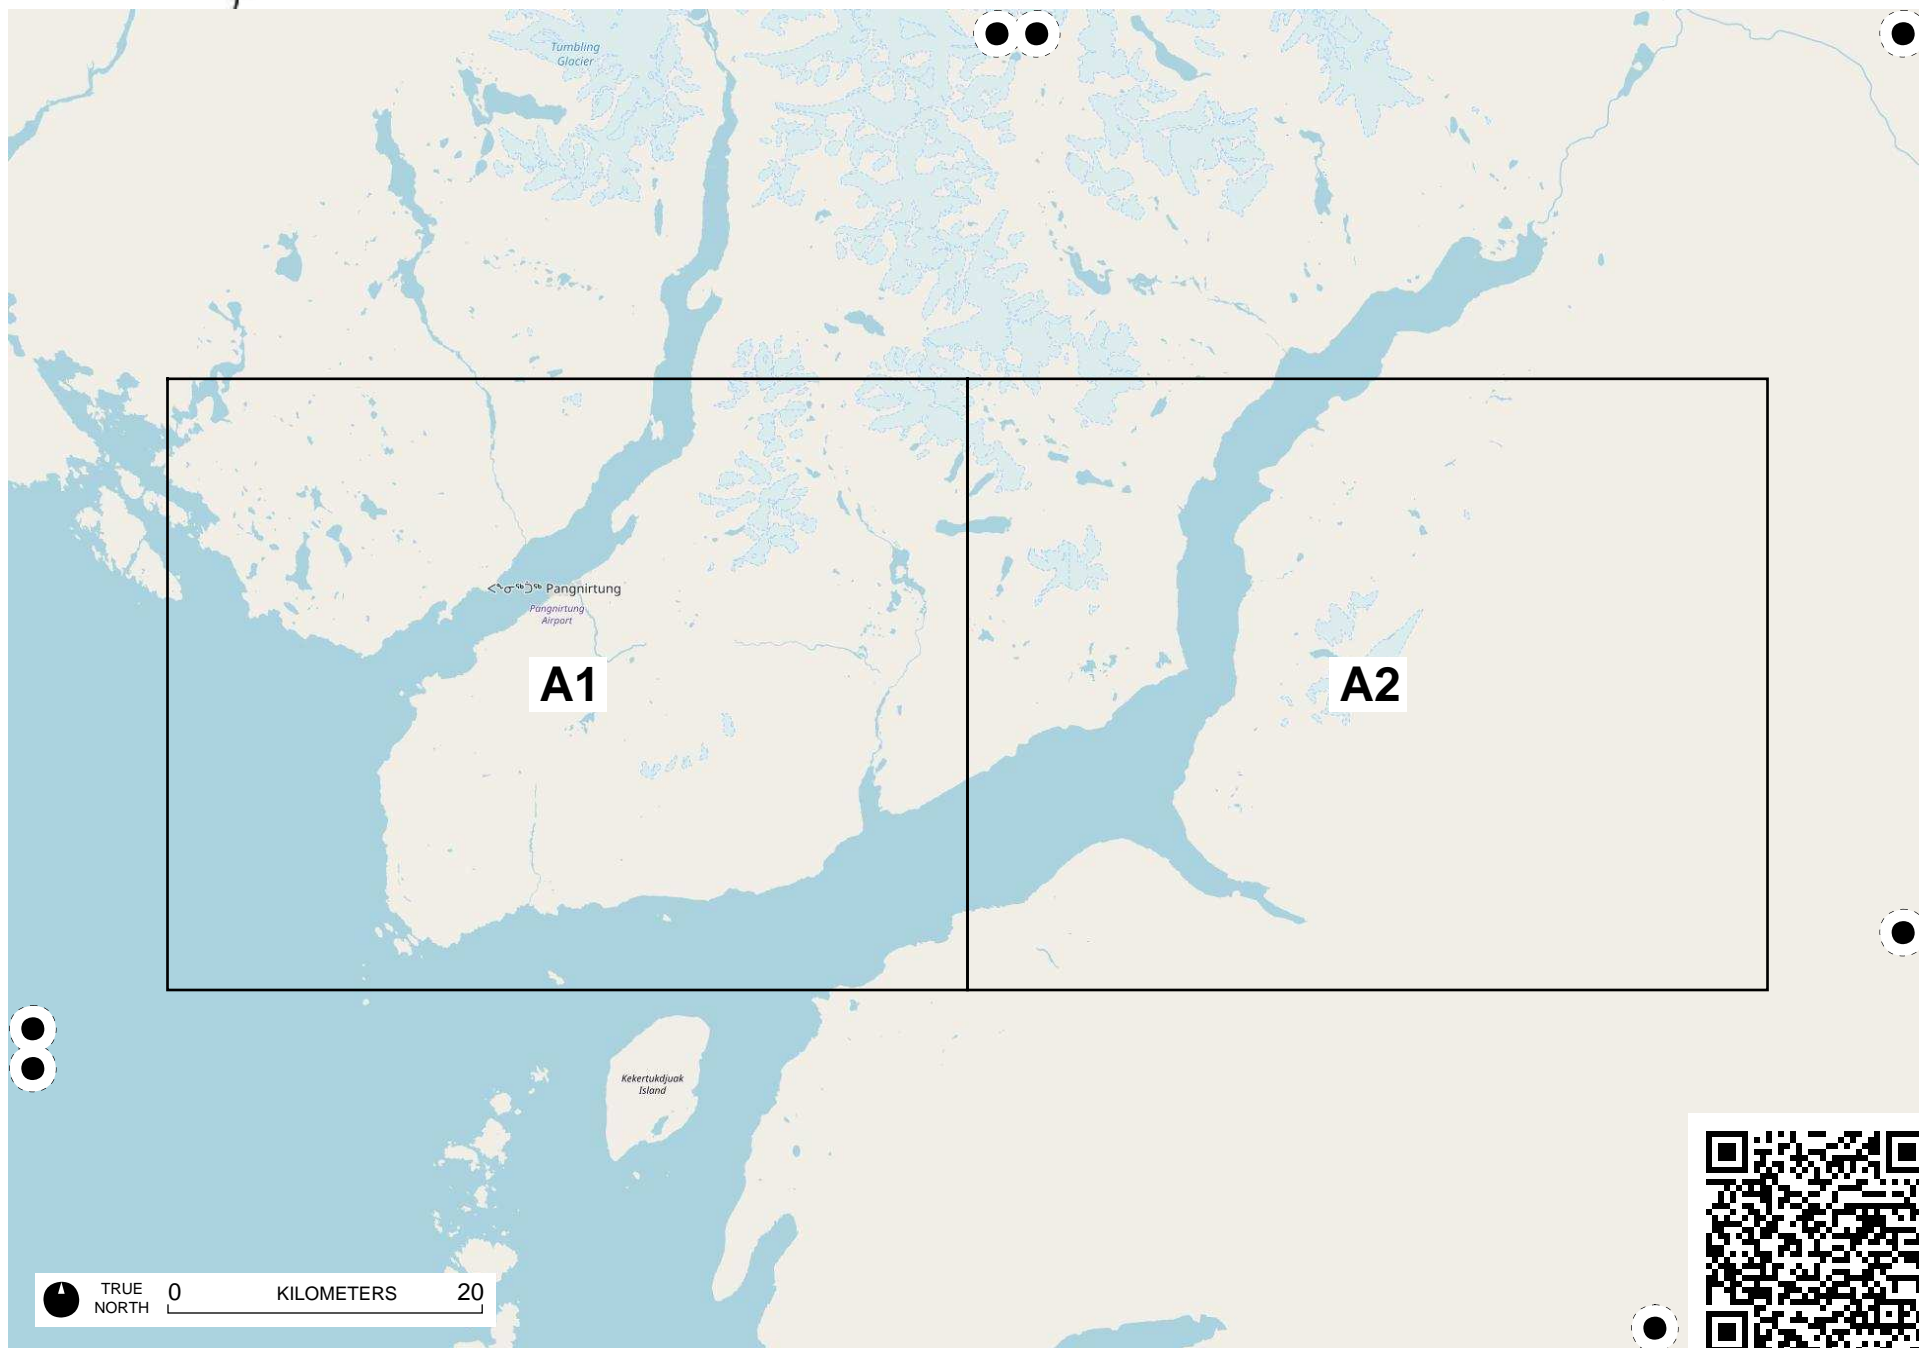 Tumbling
Glacier
ᐸᖕᓂᖅᑑᖅ Pangnirtung
Pangnirtung
Airport
A1
A2
Kekertukdjuak
Island
TRUE
NORTH
0 KILOMETERS 20